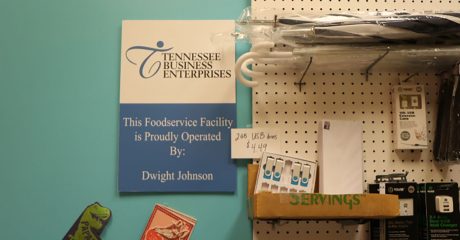 TENNESSEE
BUSINESS
ENTERPRISES
This Foodservice Facility
is Proudly Operated
By:
Dwight Johnson
2GB USB drives
$4.49
SERVINGS